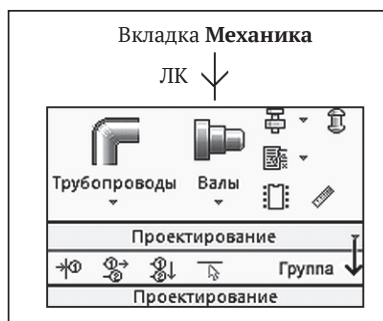 Вкладка Механика
ЛК
Трубопроводы Валы
Проектирование
Группа
Проектирование